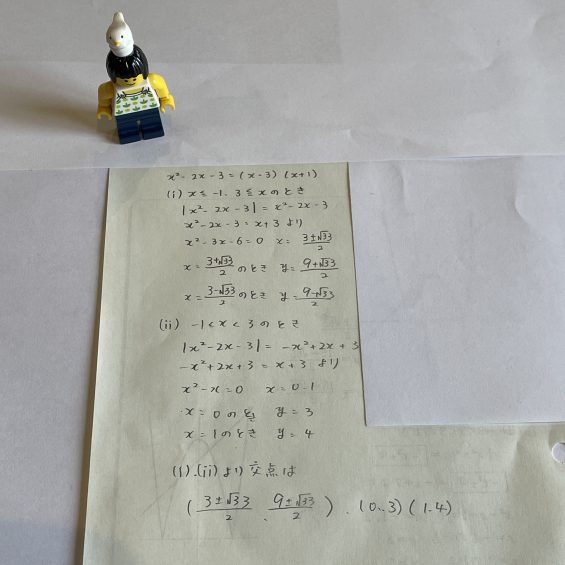 x²-2x-3=(x-3)(x+1)
(i) x≦-1、3≦xのとき
|x²-2x-3|=x²-2x-3
x²-2x-3=x+3 より
x²-3x-6=0 x=(3±√33)/2
x=(3+√33)/2のとき y=(9+√33)/2
x=(3-√33)/2のとき y=(9-√33)/2
(ii) -1<x<3のとき
|x²-2x-3|=-x²+2x+3
-x²+2x+3=x+3 より
x²-x=0 x=0、1
x=0のとき y=3
x=1のとき y=4
(i)、(ii)より交点は
((3±√33)/2、(9±√33)/2)、(0、3)(1、4)